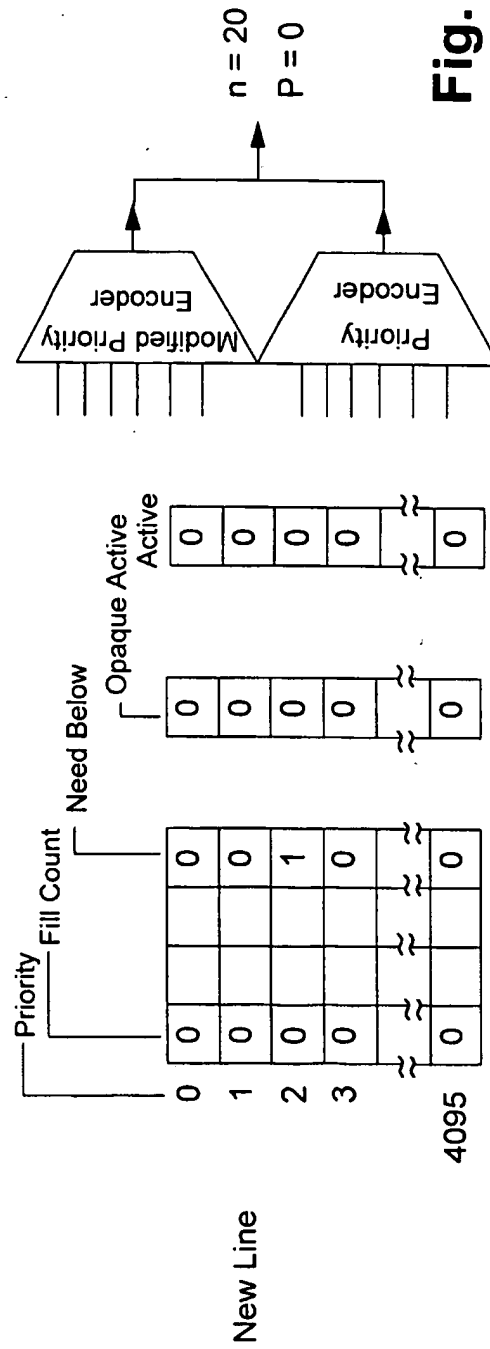 Priority
Fill Count
Need Below
Opaque Active
Active
New Line
0 0 0 0 0
1 0 0 0 0
2 0 1 0 0
3 0 0 0 0
4095 0 0 0 0
Modified Priority
Encoder
Priority
Encoder
n = 20
P = 0
Fig.